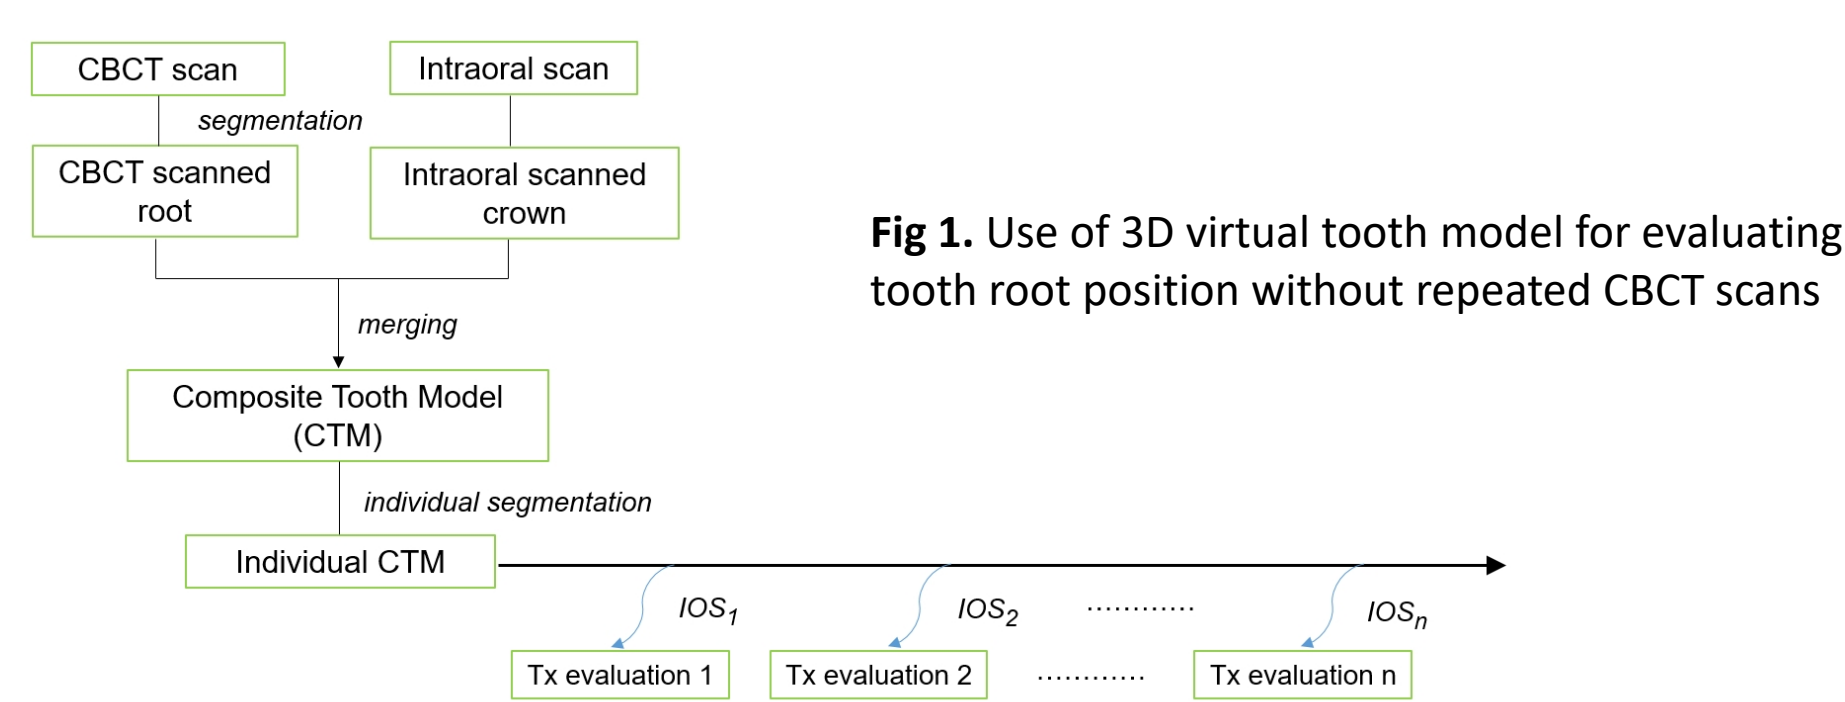 CBCT scan
Intraoral scan
segmentation
CBCT scanned
root
Intraoral scanned
crown
Fig 1. Use of 3D virtual tooth model for evaluating
tooth root position without repeated CBCT scans
merging
Composite Tooth Model
(CTM)
individual segmentation
Individual CTM
IOS1
IOS2
............
IOSn
Tx evaluation 1
Tx evaluation 2
............
Tx evaluation n